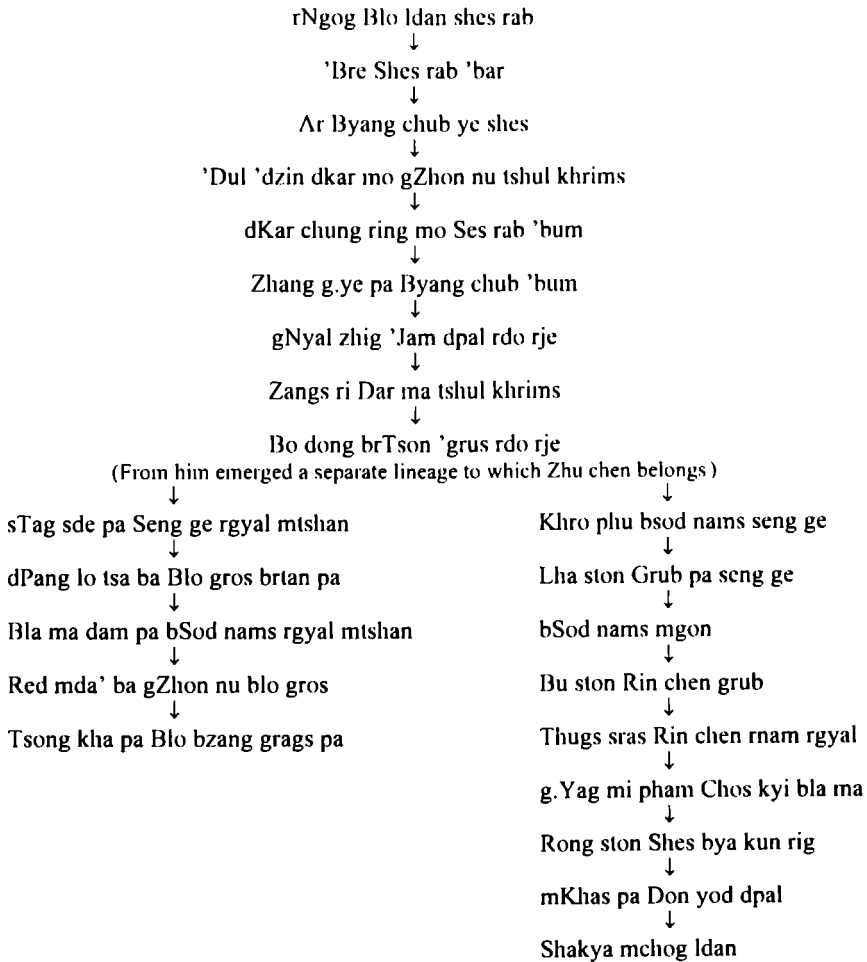 rNgog Blo ldan shes rab
↓
’Bre Shes rab ’bar
↓
Ar Byang chub ye shes
↓
’Dul ’dzin dkar mo gZhon nu tshul khrims
↓
dKar chung ring mo Ses rab ’bum
↓
Zhang g.ye pa Byang chub ’bum
↓
gNyal zhig ’Jam dpal rdo rje
↓
Zangs ri Dar ma tshul khrims
↓
Bo dong brTson ’grus rdo rje
(From him emerged a separate lineage to which Zhu chen belongs)
↓ ↓
sTag sde pa Seng ge rgyal mtshan
↓
dPang lo tsa ba Blo gros brtan pa
↓
Bla ma dam pa bSod nams rgyal mtshan
↓
Red mda’ ba gZhon nu blo gros
↓
Tsong kha pa Blo bzang grags pa
Khro phu bsod nams seng ge
↓
Lha ston Grub pa seng ge
↓
bSod nams mgon
↓
Bu ston Rin chen grub
↓
Thugs sras Rin chen rnam rgyal
↓
g.Yag mi pham Chos kyi bla ma
↓
Rong ston Shes bya kun rig
↓
mKhas pa Don yod dpal
↓
Shakya mchog ldan